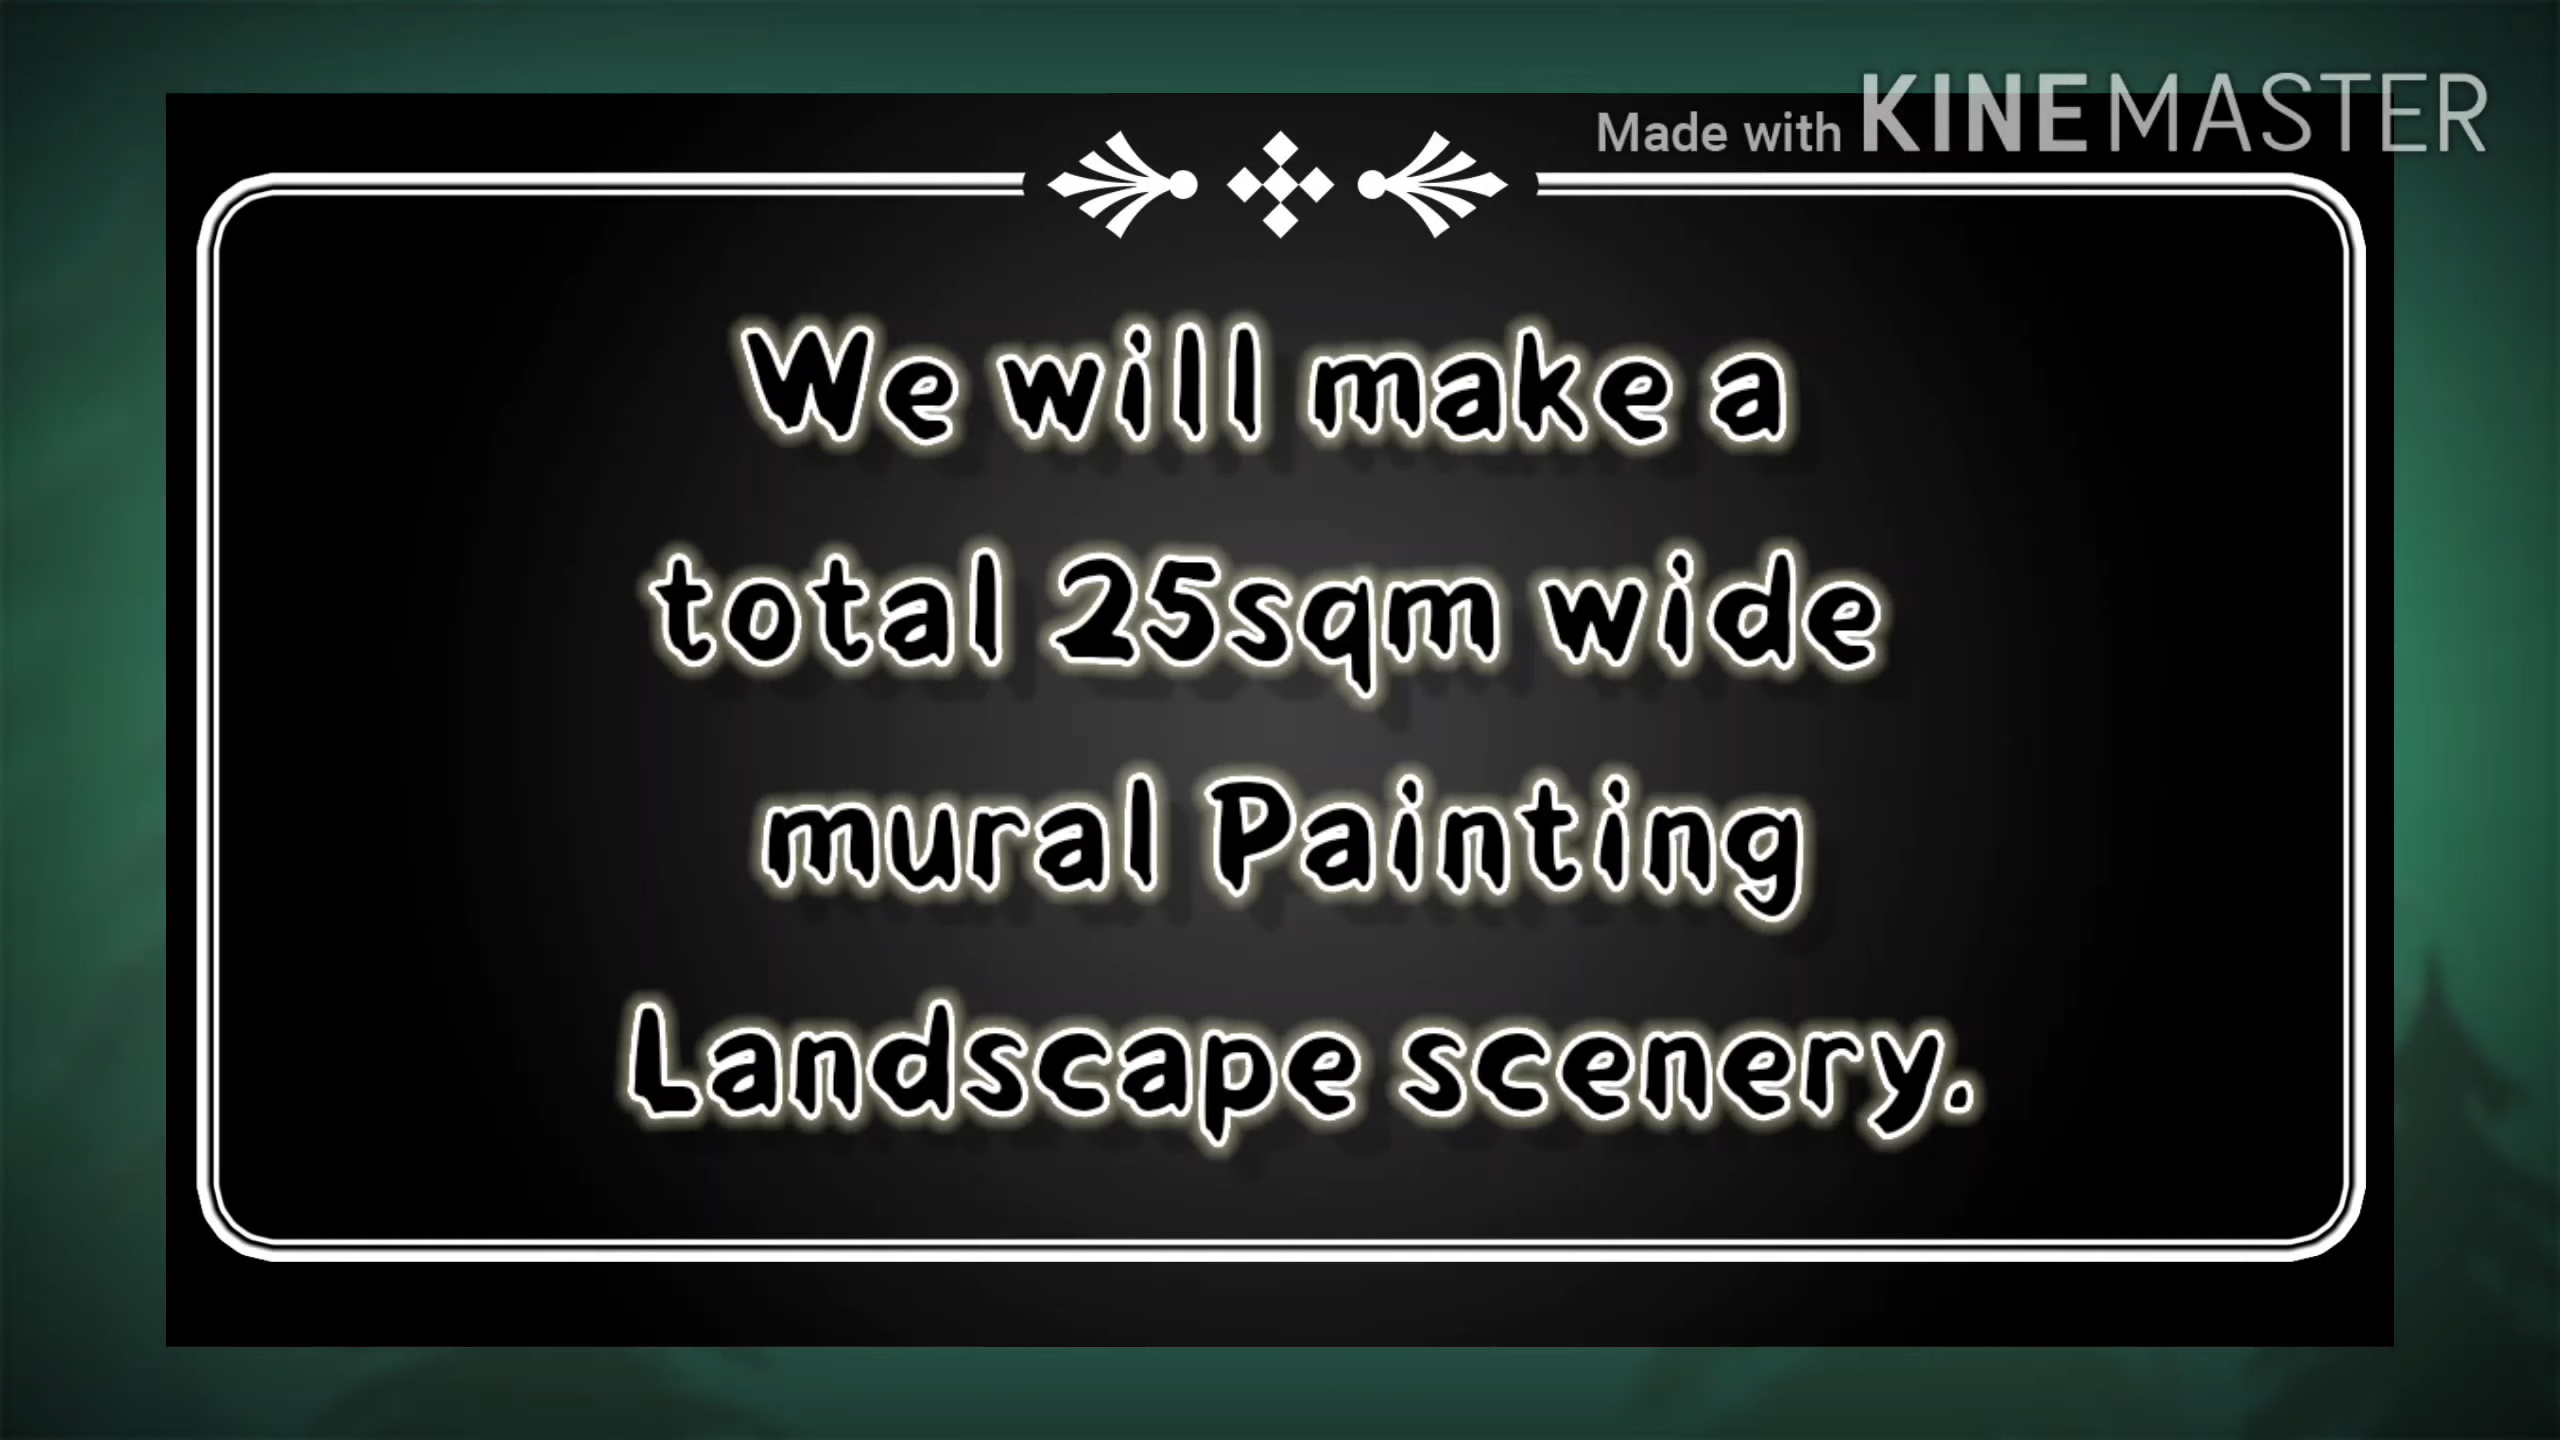 Made with KINEMASTER
We will make a
total 25sqm wide
mural Painting
Landscape scenery.